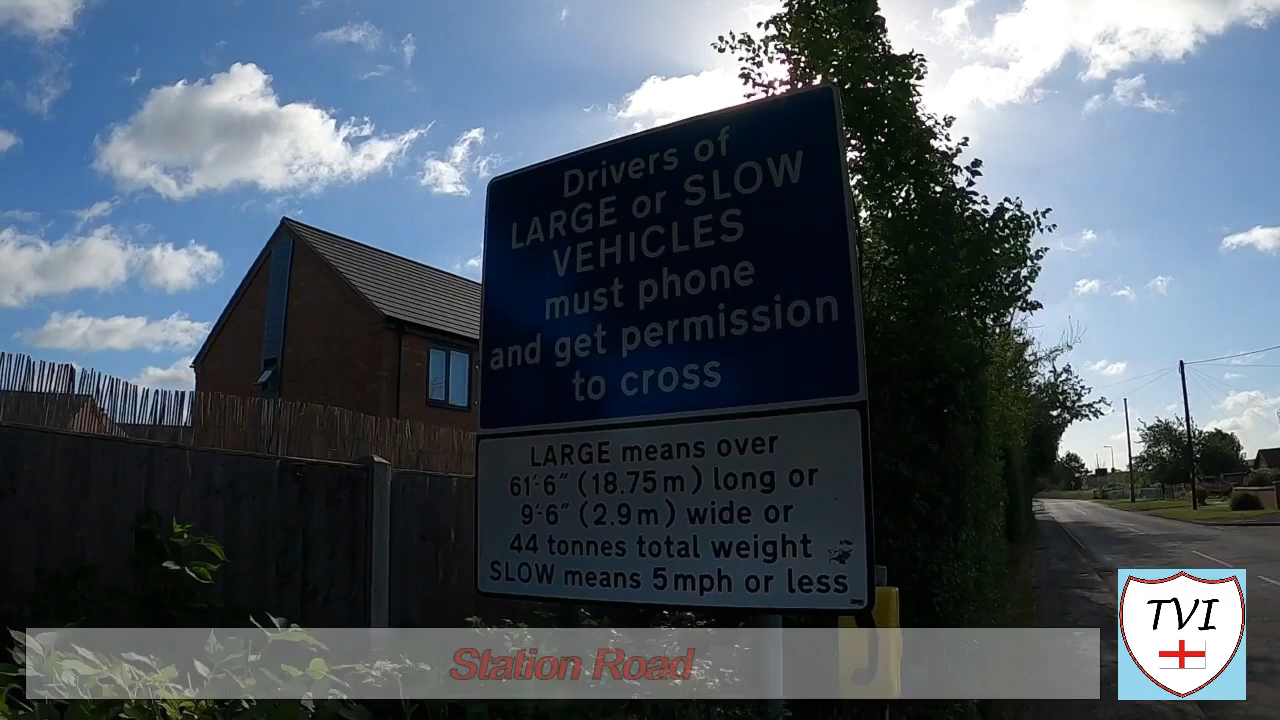 Drivers of
LARGE or SLOW
VEHICLES
must phone
and get permission
to cross
LARGE means over
61'-6" (18.75m) long or
9'-6" (2.9m) wide or
44 tonnes total weight
SLOW means 5mph or less
Station Road
TVI